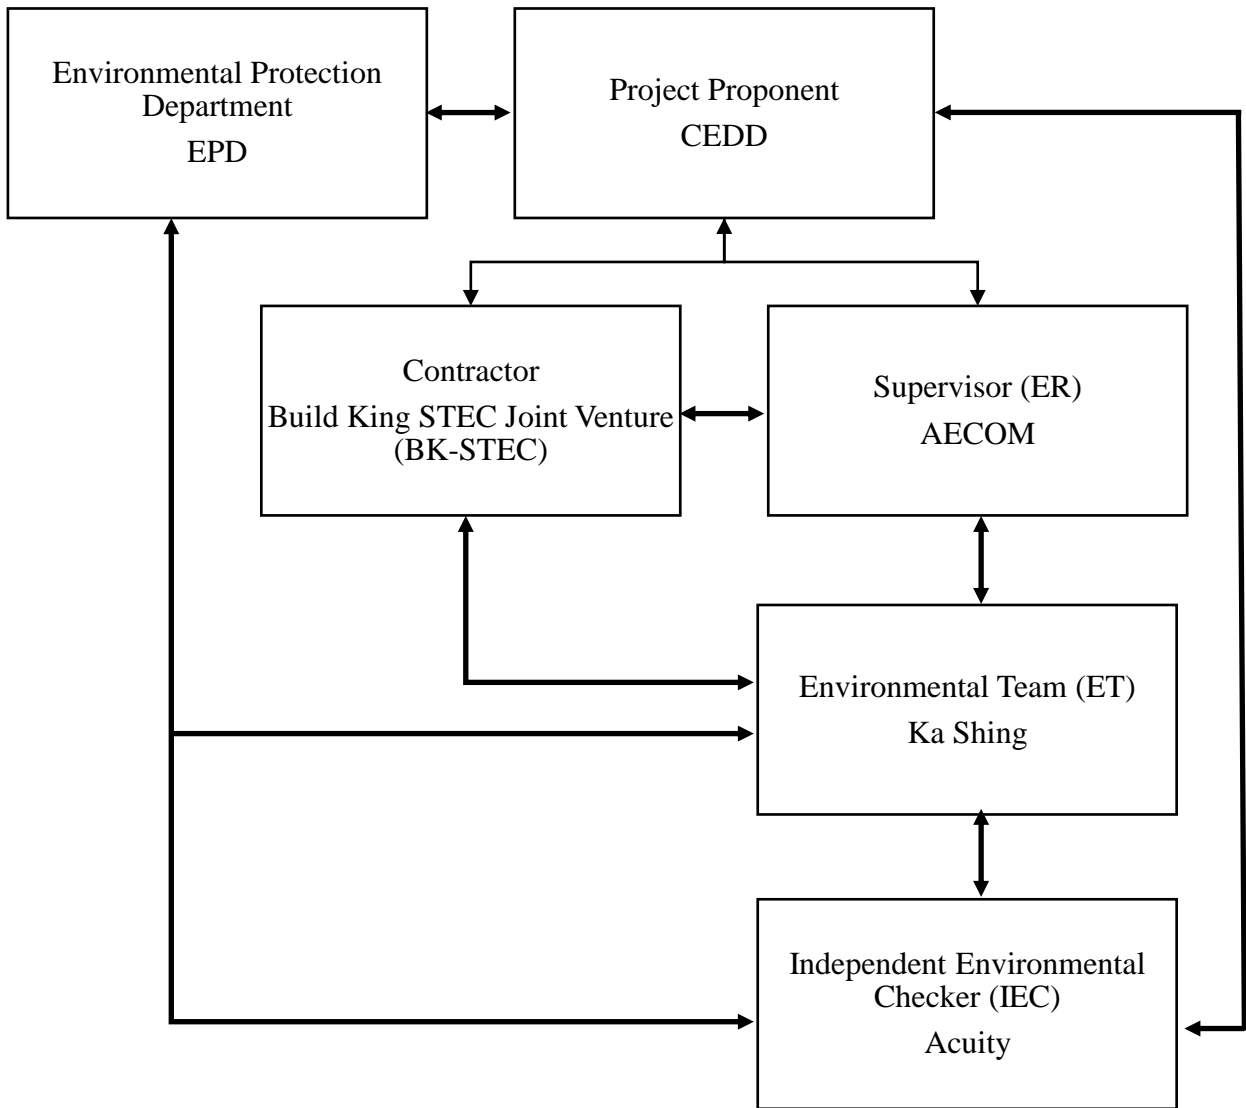 Environmental Protection
Department
EPD
Project Proponent
CEDD
Contractor
Build King STEC Joint Venture
(BK-STEC)
Supervisor (ER)
AECOM
Environmental Team (ET)
Ka Shing
Independent Environmental
Checker (IEC)
Acuity